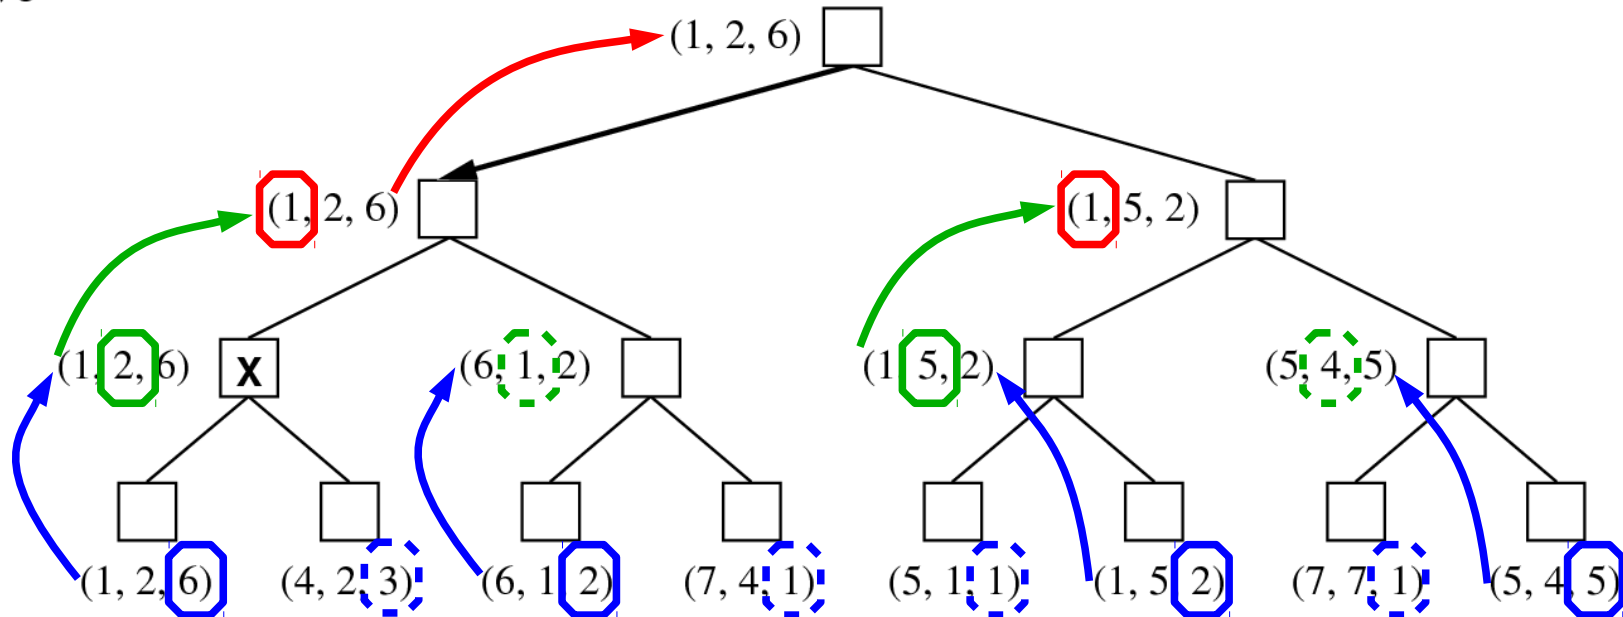 (1, 2, 6)
(1, 2, 6)
(1, 5, 2)
(1, 2, 6)
X
(6, 1, 2)
(1, 5, 2)
(5, 4, 5)
(1, 2, 6)
(4, 2, 3)
(6, 1, 2)
(7, 4, 1)
(5, 1, 1)
(1, 5, 2)
(7, 7, 1)
(5, 4, 5)